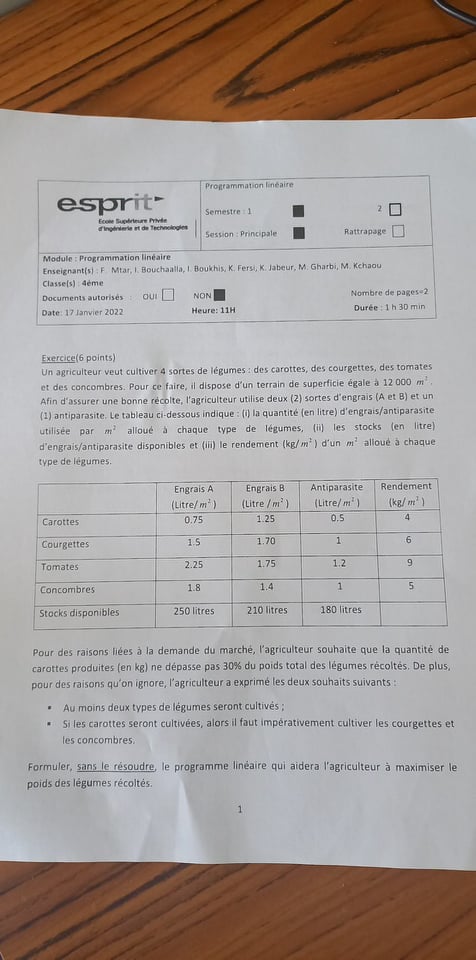 esprit
Ecole Supérieure Privée
d'Ingénierie et de Technologies
Programmation linéaire
Semestre : 1 2
Session : Principale Rattrapage
Module : Programmation linéaire
Enseignant(s) : F. Mtar, I. Bouchaalla, I. Boukhis, K. Fersi, K. Jabeur, M. Gharbi, M. Kchaou
Classe(s) : 4éme
Documents autorisés : OUI NON Nombre de pages=2
Date: 17 Janvier 2022 Heure: 11H Durée : 1 h 30 min
Exercice(6 points)
Un agriculteur veut cultiver 4 sortes de légumes : des carottes, des courgettes, des tomates
et des concombres. Pour ce faire, il dispose d'un terrain de superficie égale à 12 000 m².
Afin d'assurer une bonne récolte, l'agriculteur utilise deux (2) sortes d'engrais (A et B) et un
(1) antiparasite. Le tableau ci-dessous indique : (i) la quantité (en litre) d'engrais/antiparasite
utilisée par m² alloué à chaque type de légumes, (ii) les stocks (en litre)
d'engrais/antiparasite disponibles et (iii) le rendement (kg/m²) d'un m² alloué à chaque
type de légumes.
Engrais A Engrais B Antiparasite Rendement
(Litre/m²) (Litre /m²) (Litre/m²) (kg/m²)
Carottes 0.75 1.25 0.5 4
Courgettes 1.5 1.70 1 6
Tomates 2.25 1.75 1.2 9
Concombres 1.8 1.4 1 5
Stocks disponibles 250 litres 210 litres 180 litres
Pour des raisons liées à la demande du marché, l'agriculteur souhaite que la quantité de
carottes produites (en kg) ne dépasse pas 30% du poids total des légumes récoltés. De plus,
pour des raisons qu'on ignore, l'agriculteur a exprimé les deux souhaits suivants :
▪ Au moins deux types de légumes seront cultivés ;
▪ Si les carottes seront cultivées, alors il faut impérativement cultiver les courgettes et
les concombres.
Formuler, sans le résoudre, le programme linéaire qui aidera l'agriculteur à maximiser le
poids des légumes récoltés.
1